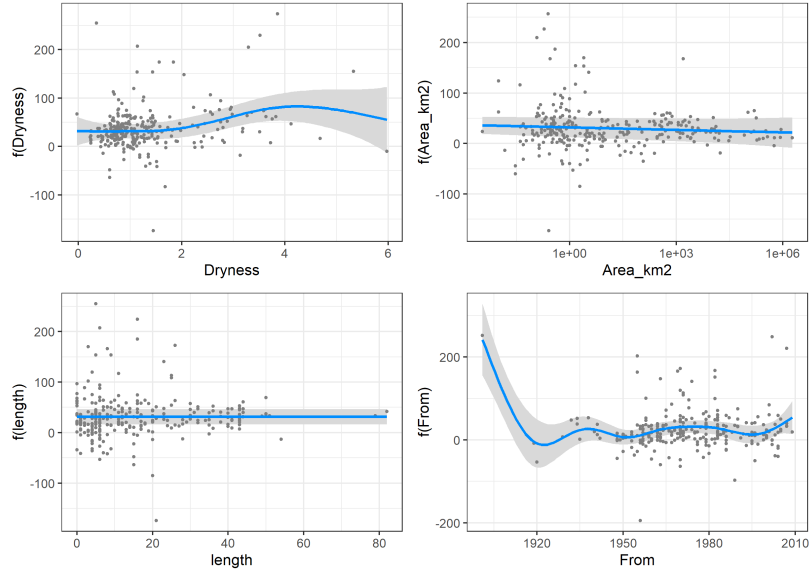 200
100
0
-100
f(Dryness)
0
2
4
6
Dryness
200
100
0
-100
f(Area_km2)
1e+00
1e+03
1e+06
Area_km2
200
100
0
-100
f(length)
0
20
40
60
80
length
200
0
-200
f(From)
1920
1950
1980
2010
From